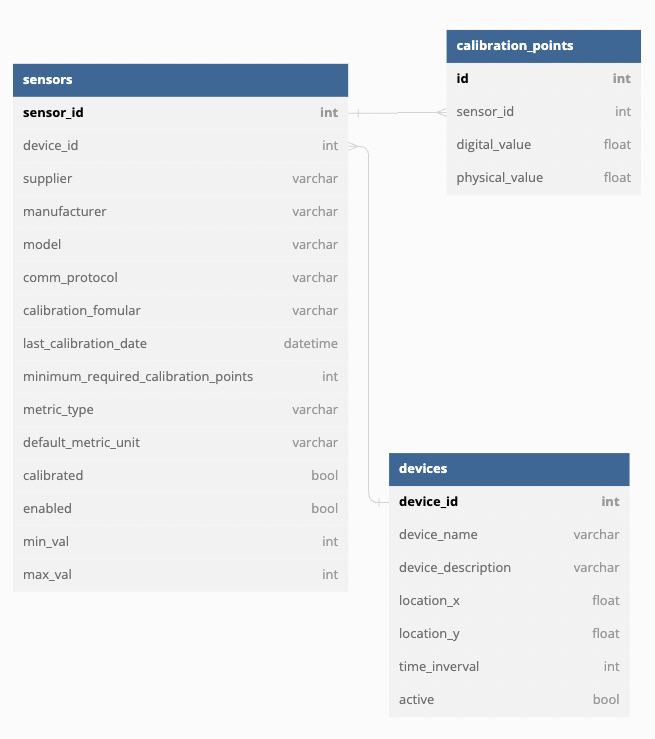 sensors
sensor_id int
device_id int
supplier varchar
manufacturer varchar
model varchar
comm_protocol varchar
calibration_fomular varchar
last_calibration_date datetime
minimum_required_calibration_points int
metric_type varchar
default_metric_unit varchar
calibrated bool
enabled bool
min_val int
max_val int
calibration_points
id int
sensor_id int
digital_value float
physical_value float
devices
device_id int
device_name varchar
device_description varchar
location_x float
location_y float
time_inverval int
active bool